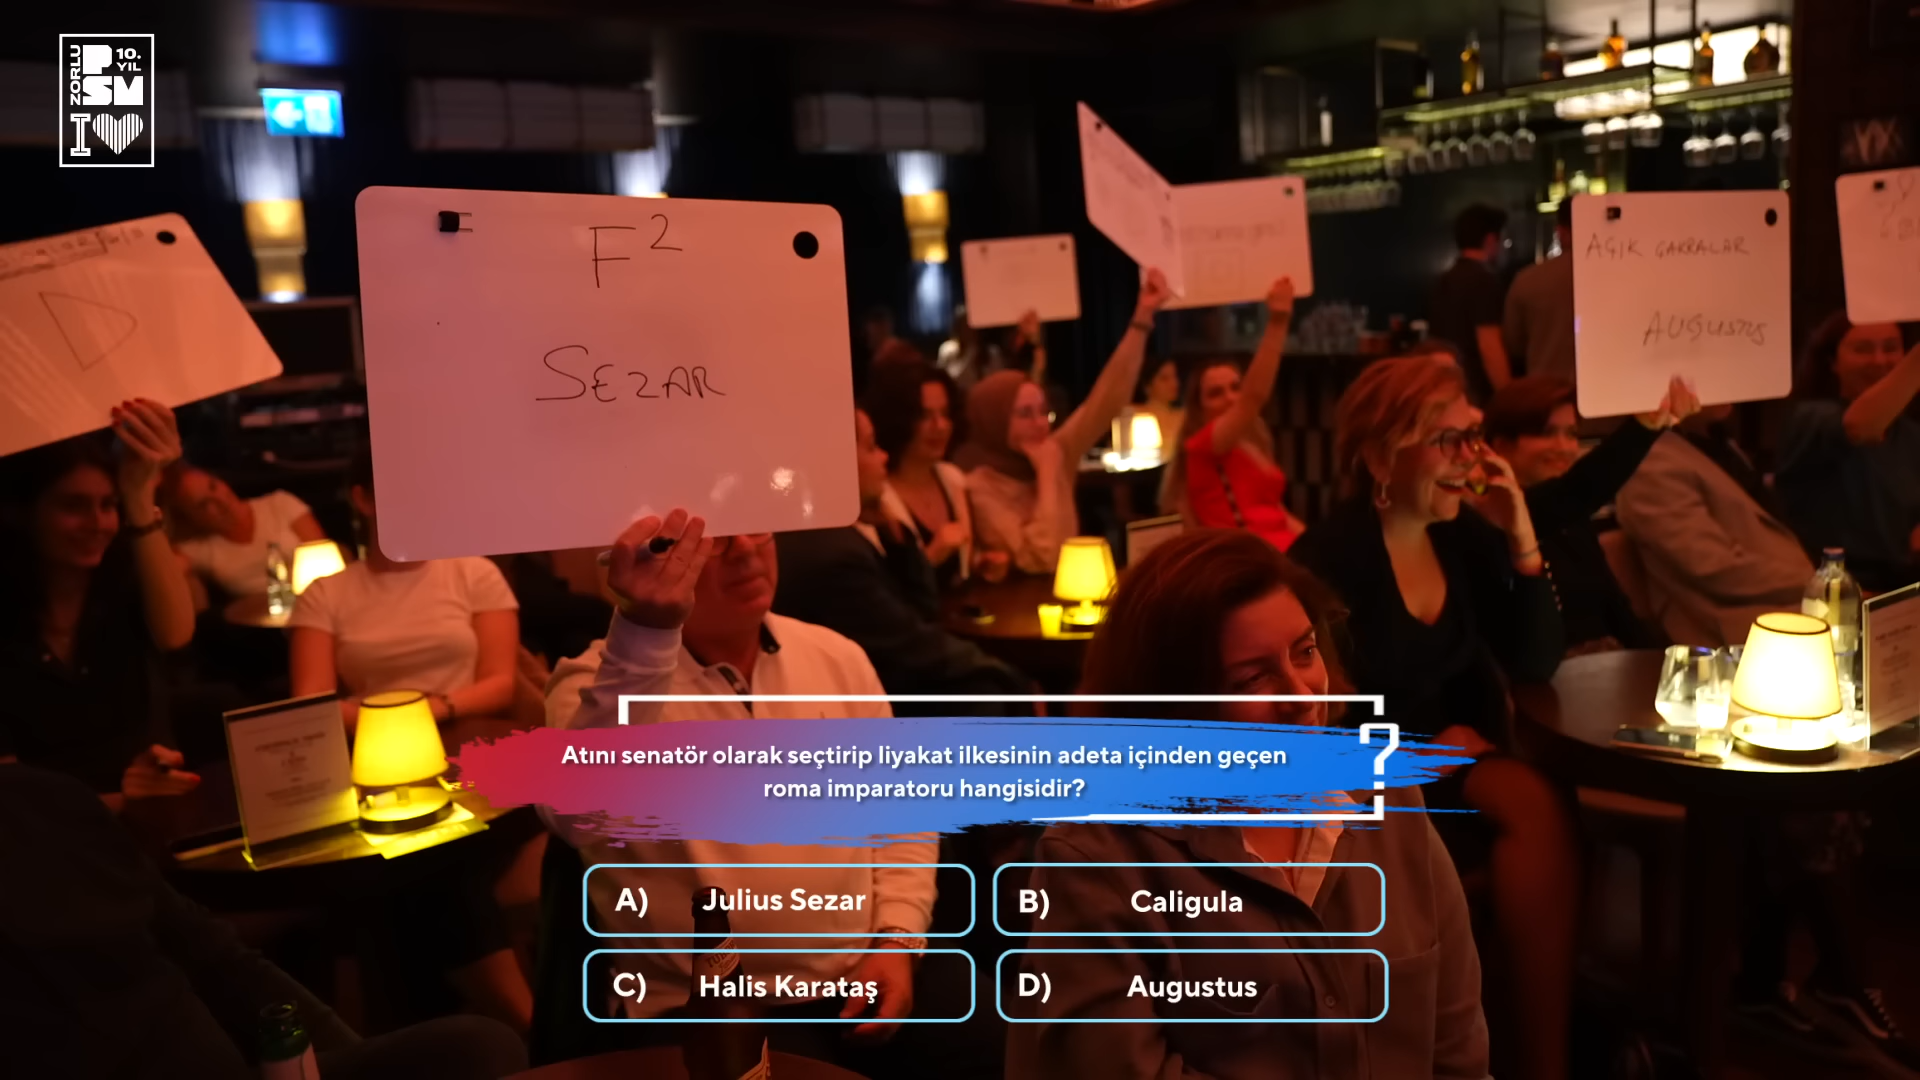 ZORLU
PSM
10.
YIL
I
D
F²
SEZAR
AÇIK ÇAKRALAR
AUGUSTUS
Atını senatör olarak seçtirip liyakat ilkesinin adeta içinden geçen
roma imparatoru hangisidir?
?
A) Julius Sezar
B) Caligula
C) Halis Karataş
D) Augustus